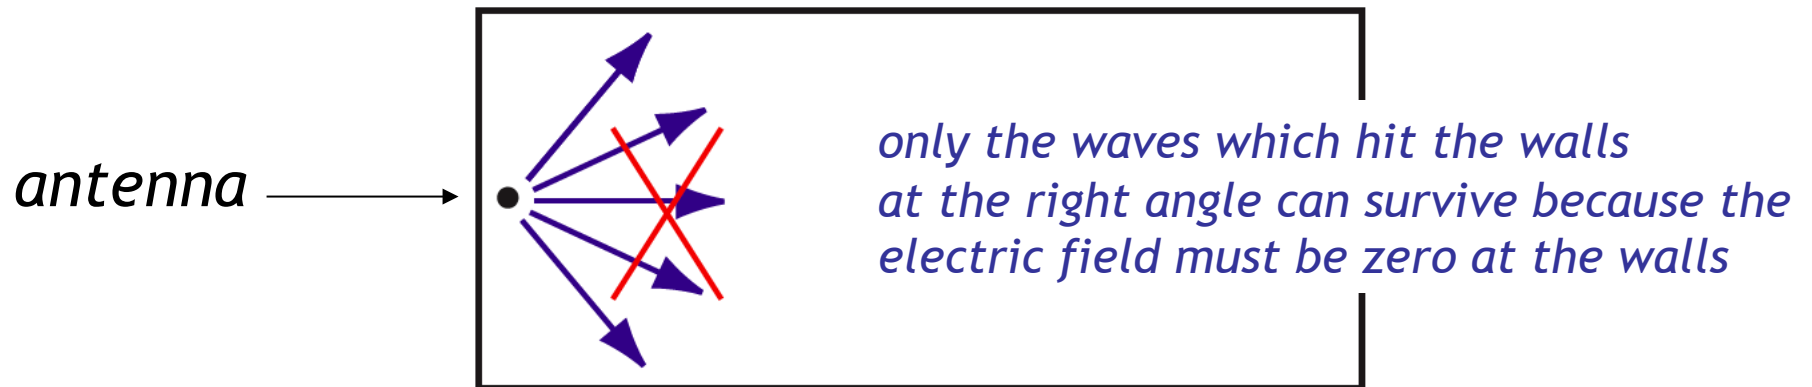 antenna
only the waves which hit the walls
at the right angle can survive because the
electric field must be zero at the walls